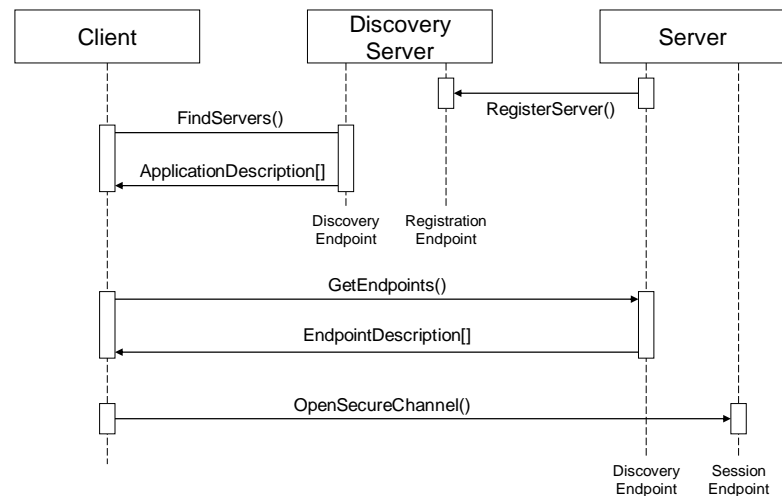 Client
Discovery
Server
Server
RegisterServer()
FindServers()
ApplicationDescription[]
Discovery
Endpoint
Registration
Endpoint
GetEndpoints()
EndpointDescription[]
OpenSecureChannel()
Discovery
Endpoint
Session
Endpoint